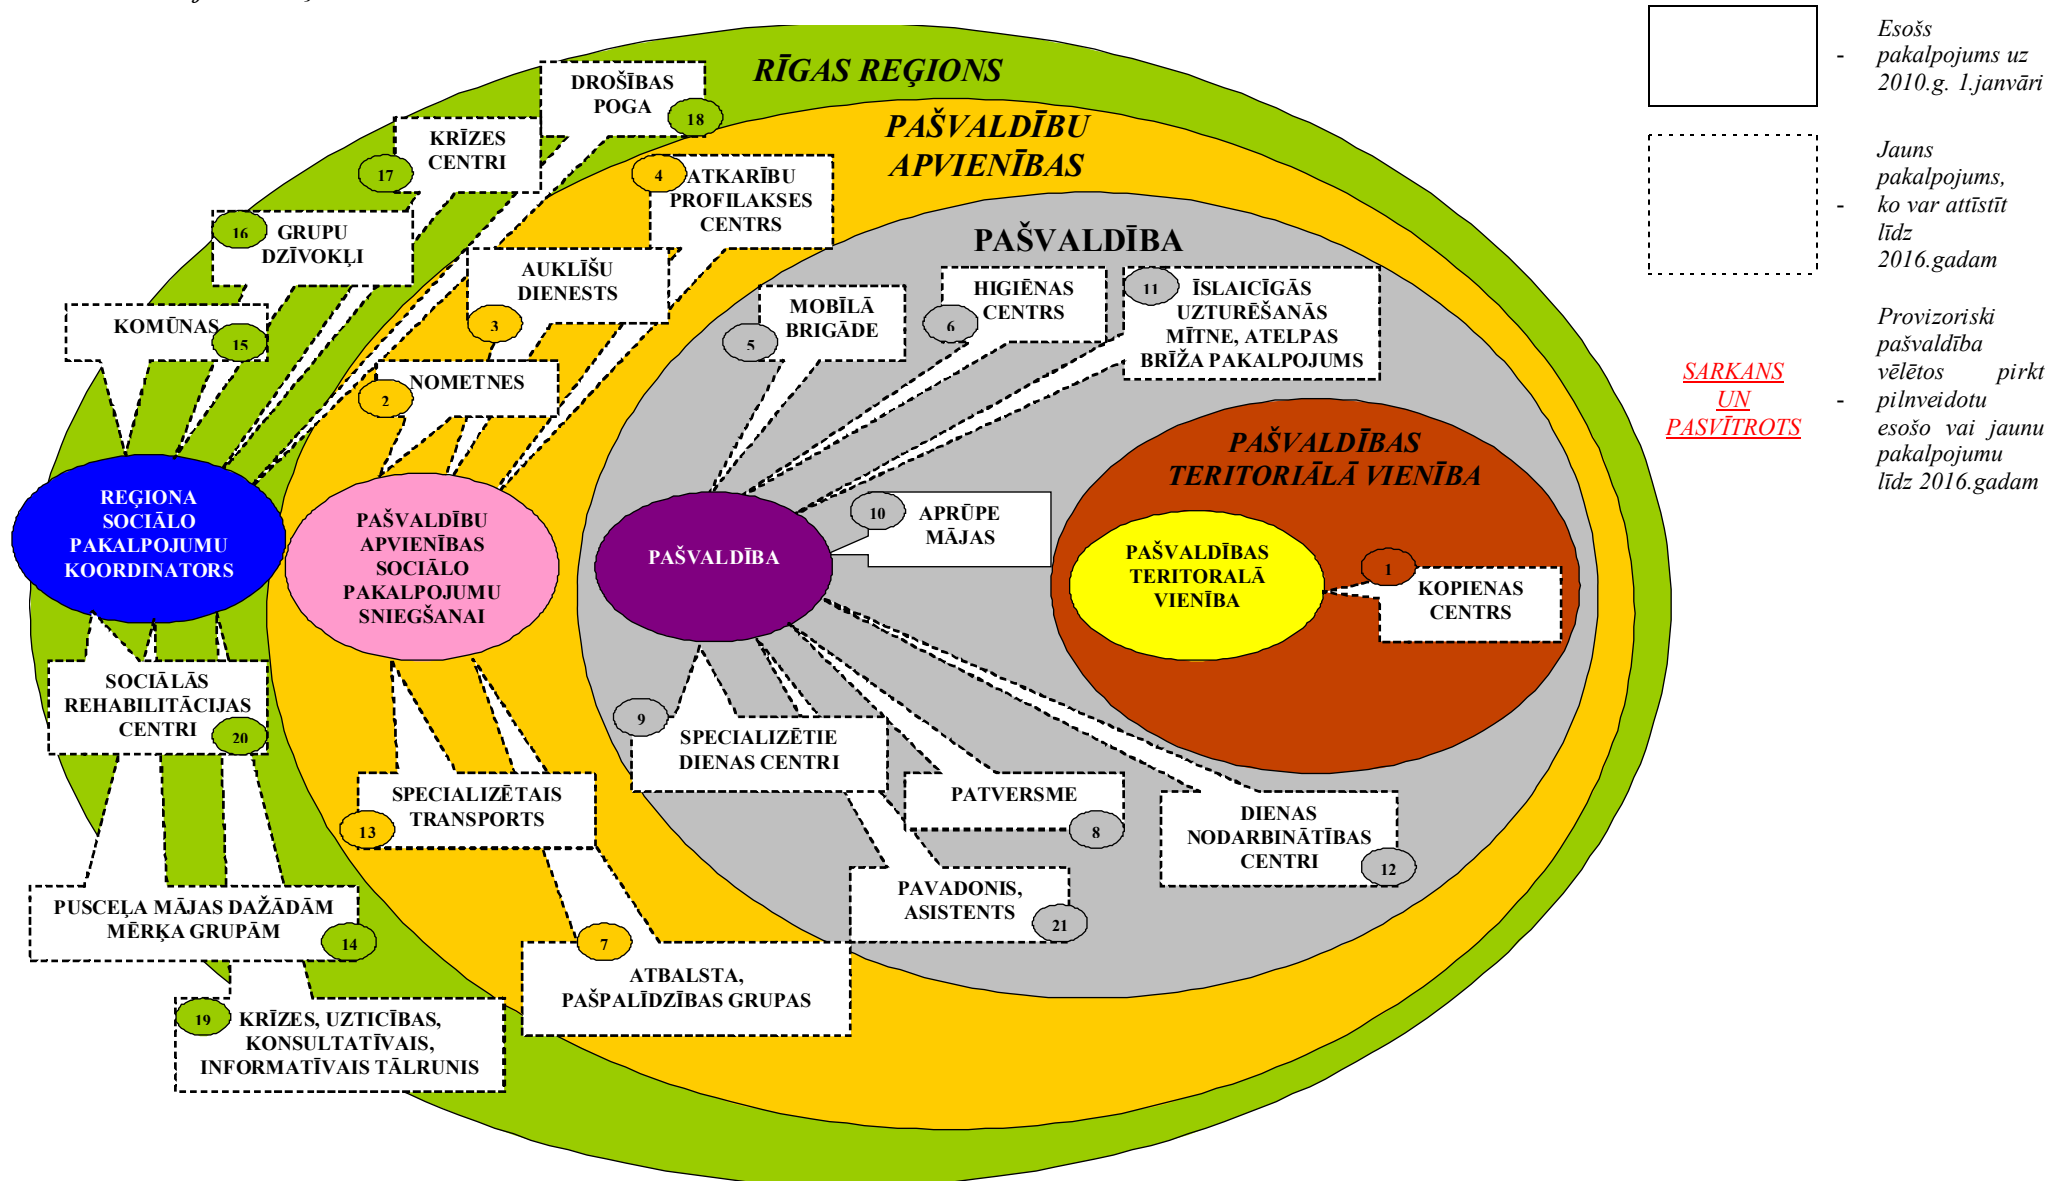 RĪGAS REĢIONS
PAŠVALDĪBU
APVIENĪBAS
PAŠVALDĪBA
PAŠVALDĪBAS
TERITORIĀLĀ VIENĪBA
DROŠĪBAS
POGA
18
KRĪZES
CENTRI
17
4
ATKARĪBU
PROFILAKSES
CENTRS
16
GRUPU
DZĪVOKĻI
AUKLĪŠU
DIENESTS
3
KOMŪNAS
15
NOMETNES
2
MOBĪLĀ
BRIGĀDE
5
HIGIĒNAS
CENTRS
6
11
ĪSLAICĪGĀS
UZTURĒŠANĀS
MĪTNE, ATELPAS
BRĪŽA PAKALPOJUMS
REĢIONA
SOCIĀLO
PAKALPOJUMU
KOORDINATORS
PAŠVALDĪBU
APVIENĪBAS
SOCIĀLO
PAKALPOJUMU
SNIEGŠANAI
PAŠVALDĪBA
10
APRŪPE
MĀJAS
PAŠVALDĪBAS
TERITORALĀ
VIENĪBA
1
KOPIENAS
CENTRS
SOCIĀLĀS
REHABILITĀCIJAS
CENTRI
20
9
SPECIALIZĒTIE
DIENAS CENTRI
SPECIALIZĒTAIS
TRANSPORTS
13
PATVERSME
8
DIENAS
NODARBINĀTĪBAS
CENTRI
12
PUSCEĻA MĀJAS DAŽĀDĀM
MĒRĶA GRUPĀM
14
PAVADONIS,
ASISTENTS
21
7
ATBALSTA,
PAŠPALĪDZĪBAS GRUPAS
19
KRĪZES, UZTICĪBAS,
KONSULTATĪVAIS,
INFORMATĪVAIS TĀLRUNIS
-
Esošs
pakalpojums uz
2010.g. 1.janvāri
-
Jauns
pakalpojums,
ko var attīstīt
līdz
2016.gadam
SARKANS
UN
PASVĪTROTS
-
Provizoriski
pašvaldība
vēlētos pirkt
pilnveidotu
esošo vai jaunu
pakalpojumu
līdz 2016.gadam